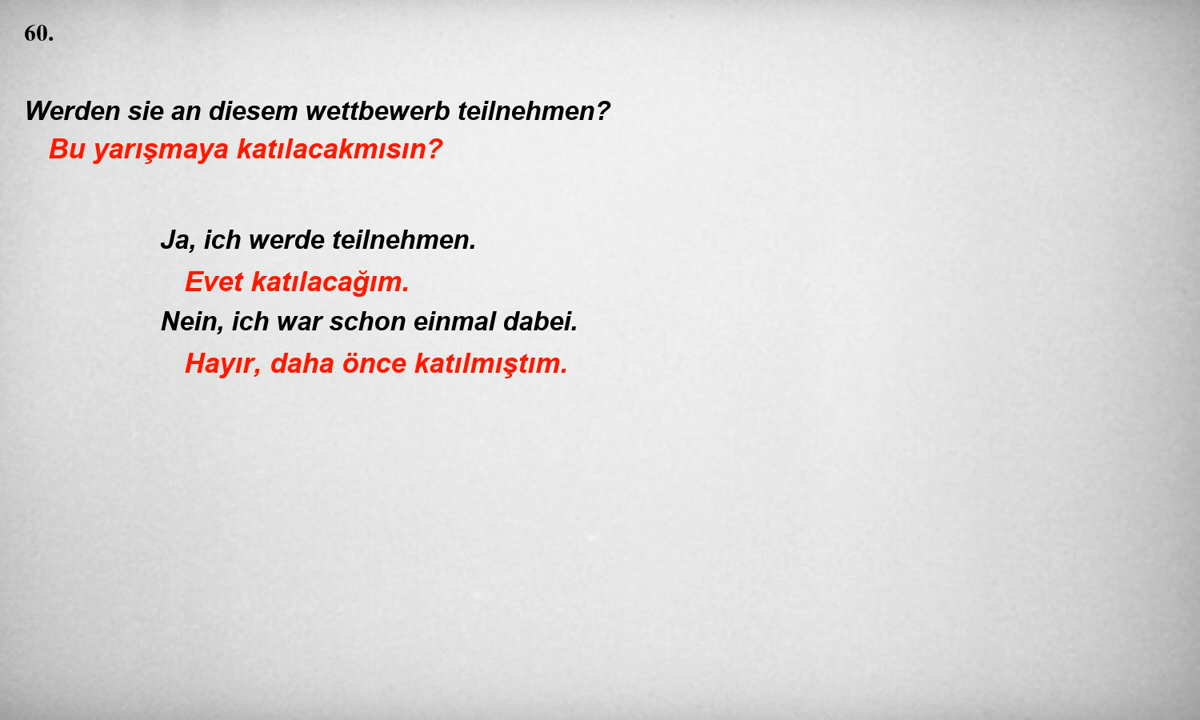 60.
Werden sie an diesem wettbewerb teilnehmen?
Bu yarışmaya katılacakmısın?
Ja, ich werde teilnehmen.
Evet katılacağım.
Nein, ich war schon einmal dabei.
Hayır, daha önce katılmıştım.